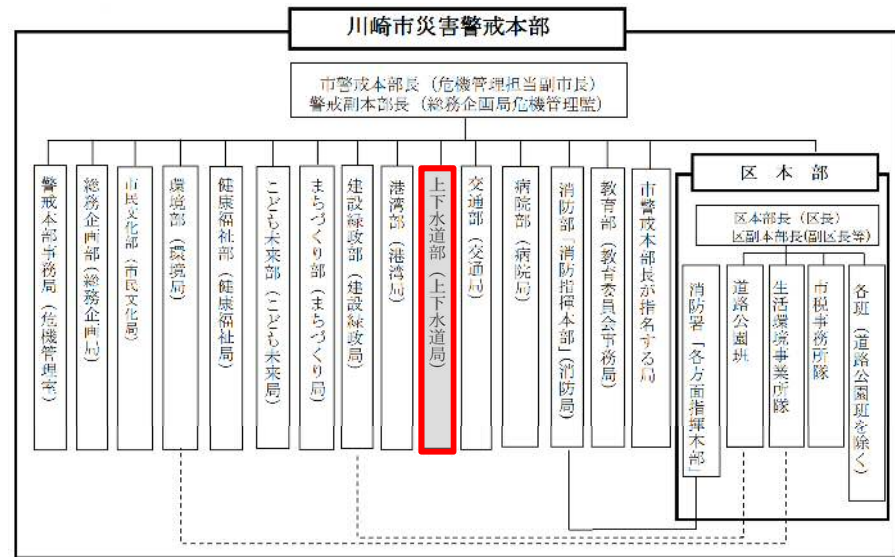 川崎市災害警戒本部
市警戒本部長（危機管理担当副市長）
警戒副本部長（総務企画局危機管理監）
警戒本部事務局（危機管理室）
総務企画部（総務企画局）
市民文化部（市民文化局）
環境部（環境局）
健康福祉部（健康福祉局）
こども未来部（こども未来局）
まちづくり部（まちづくり局）
建設緑政部（建設緑政局）
港湾部（港湾局）
上下水道部（上下水道局）
交通部（交通局）
病院部（病院局）
消防部「消防指揮本部」（消防局）
教育部（教育委員会事務局）
市警戒本部長が指名する局
区本部
区本部長（区長）
区副本部長(副区長等)
消防署「各方面指揮本部」
道路公園班
生活環境事業所隊
市税事務所隊
各班（道路公園班を除く）